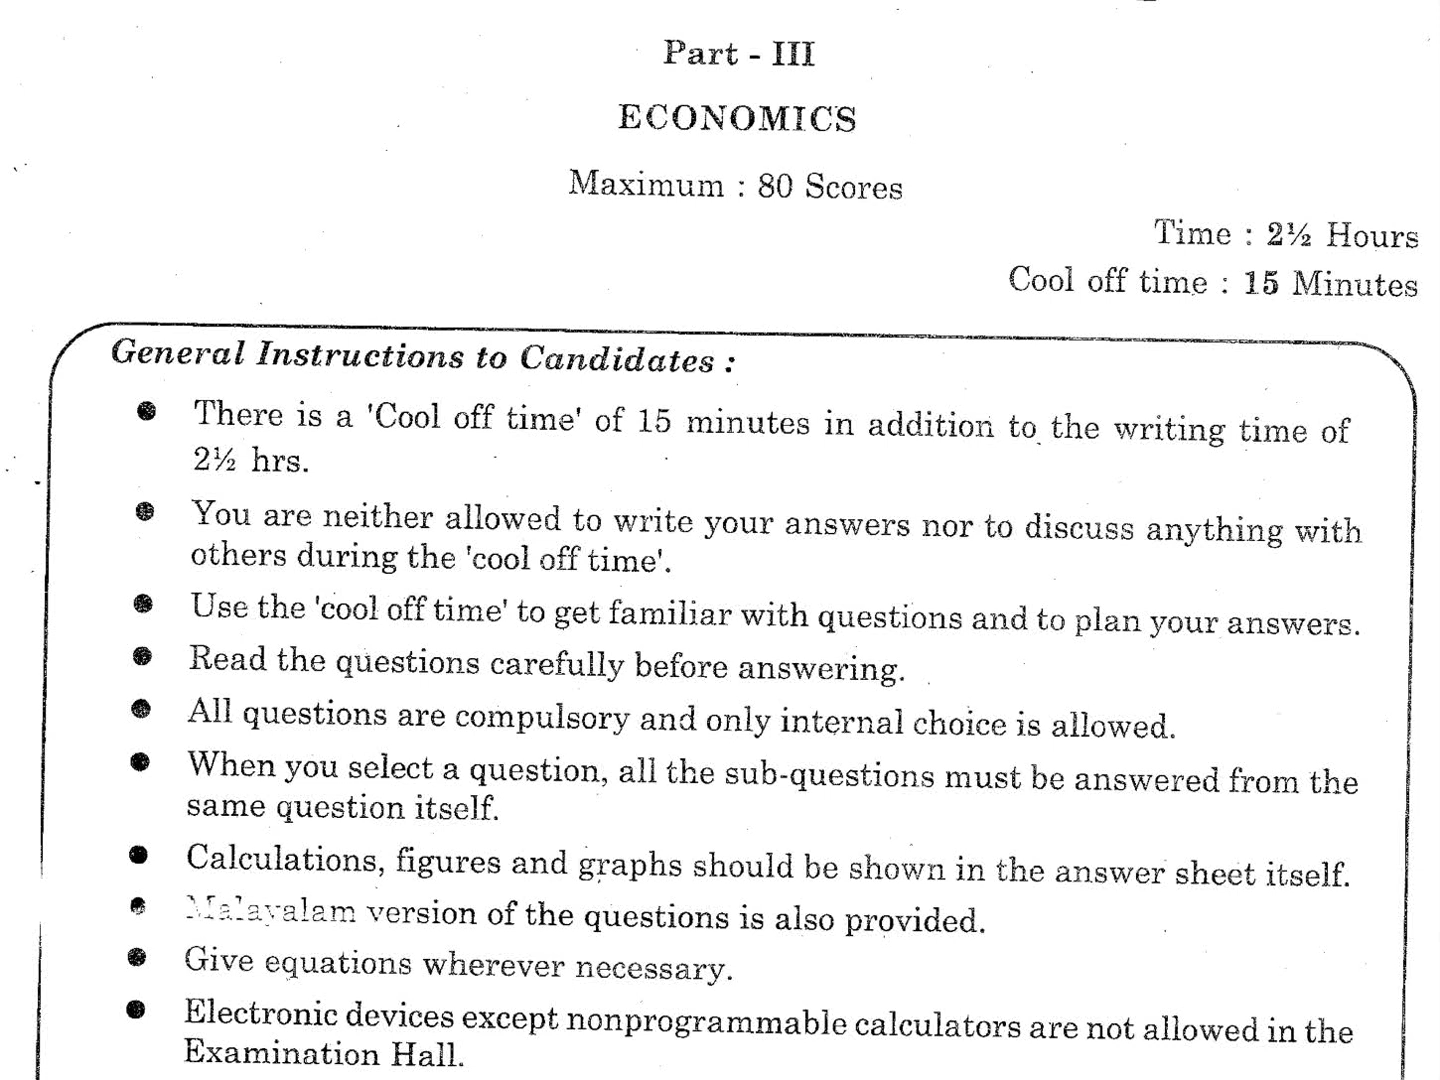 Part - III
ECONOMICS
Maximum : 80 Scores
Time : 2½ Hours
Cool off time : 15 Minutes
General Instructions to Candidates :
● There is a 'Cool off time' of 15 minutes in addition to the writing time of
2½ hrs.
● You are neither allowed to write your answers nor to discuss anything with
others during the 'cool off time'.
● Use the 'cool off time' to get familiar with questions and to plan your answers.
● Read the questions carefully before answering.
● All questions are compulsory and only internal choice is allowed.
● When you select a question, all the sub-questions must be answered from the
same question itself.
● Calculations, figures and graphs should be shown in the answer sheet itself.
● Malayalam version of the questions is also provided.
● Give equations wherever necessary.
● Electronic devices except nonprogrammable calculators are not allowed in the
Examination Hall.